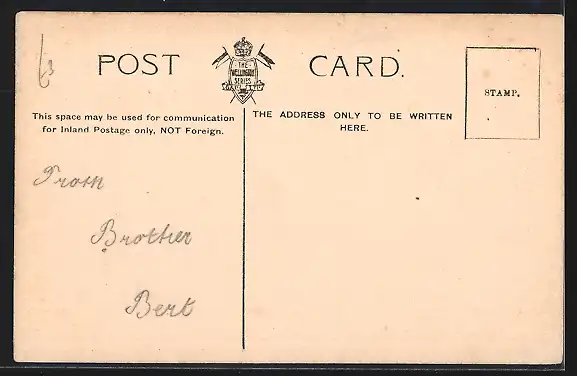 POST CARD.
THE
WELLINGTON
SERIES
STAMP.
This space may be used for communication
for Inland Postage only, NOT Foreign.
THE ADDRESS ONLY TO BE WRITTEN
HERE.
From
Brother
Bert